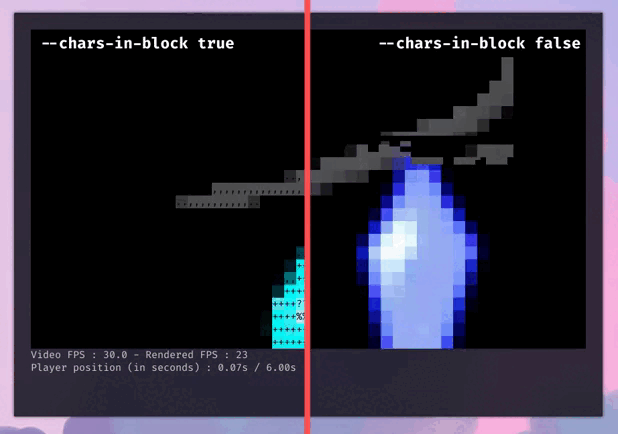 --chars-in-block true
--chars-in-block false
Video FPS : 30.0 - Rendered FPS : 23
Player position (in seconds) : 0.07s / 6.00s